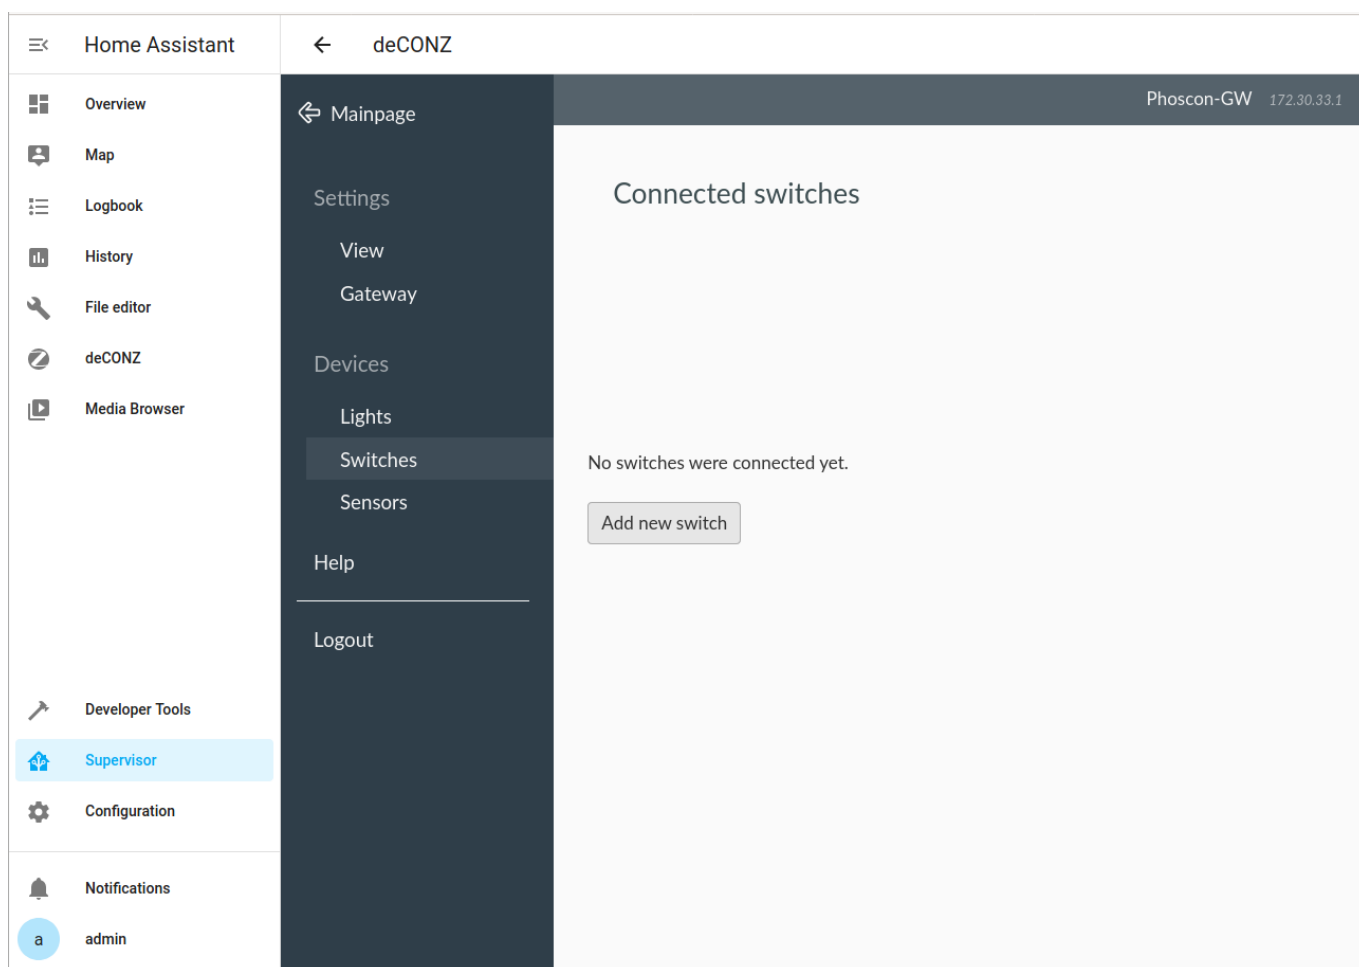 Home Assistant
Overview
Map
Logbook
History
File editor
deCONZ
Media Browser
Developer Tools
Supervisor
Configuration
Notifications
a admin
deCONZ
Mainpage
Settings
View
Gateway
Devices
Lights
Switches
Sensors
Help
Logout
Phoscon-GW 172.30.33.1
Connected switches
No switches were connected yet.
Add new switch